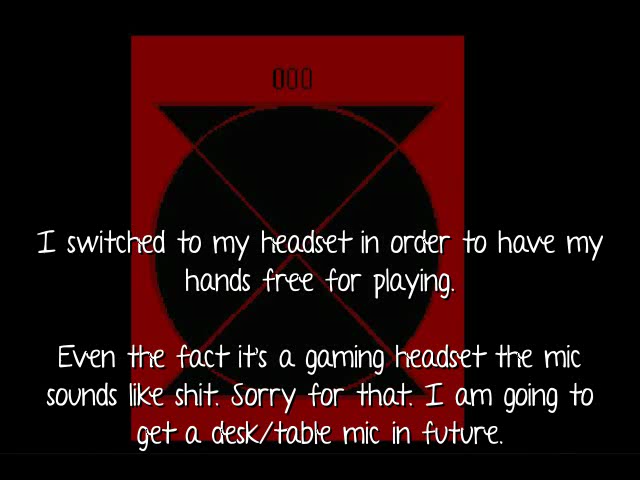 000
I switched to my headset in order to have my
hands free for playing.
Even the fact it's a gaming headset the mic
sounds like shit. Sorry for that. I am going to
get a desk/table mic in future.